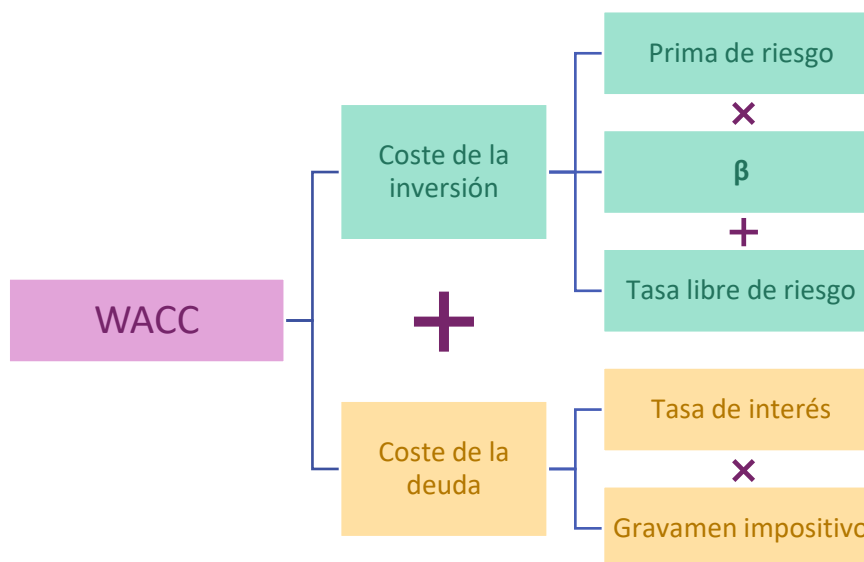 Prima de riesgo
×
Coste de la
inversión
β
+
Tasa libre de riesgo
WACC
+
Tasa de interés
Coste de la
deuda
×
Gravamen impositivo